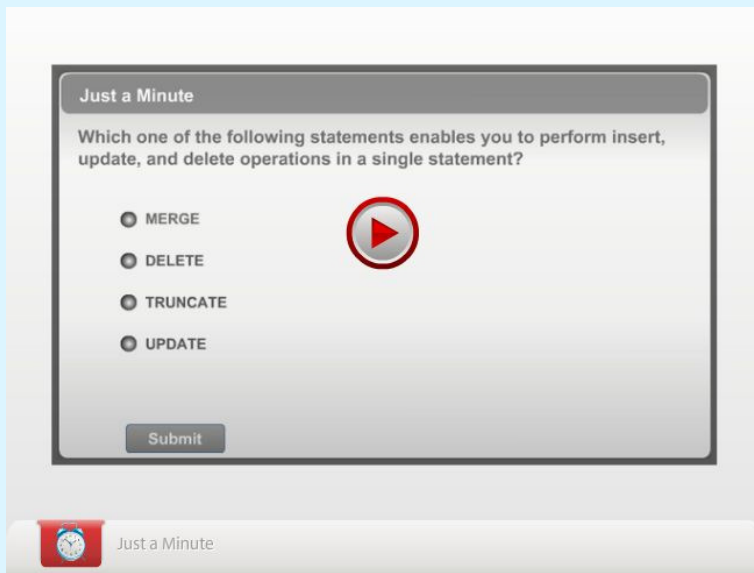 Just a Minute
Which one of the following statements enables you to perform insert,
update, and delete operations in a single statement?
MERGE
DELETE
TRUNCATE
UPDATE
Submit
Just a Minute